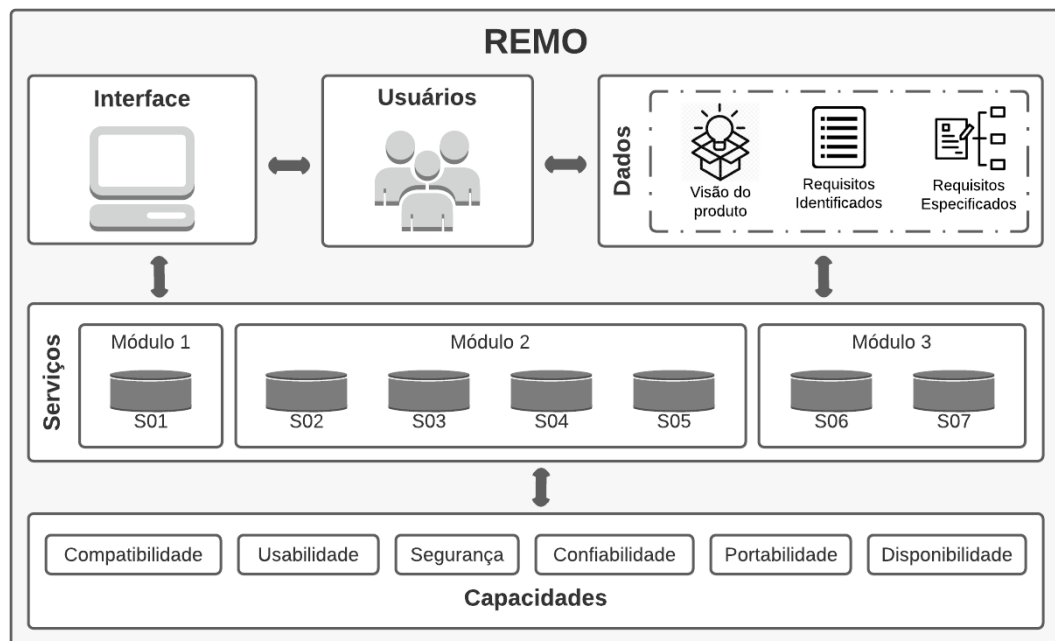 REMO
Interface
Usuários
Dados
Visão do
produto
Requisitos
Identificados
Requisitos
Especificados
Serviços
Módulo 1
S01
Módulo 2
S02
S03
S04
S05
Módulo 3
S06
S07
Compatibilidade
Usabilidade
Segurança
Confiabilidade
Portabilidade
Disponibilidade
Capacidades